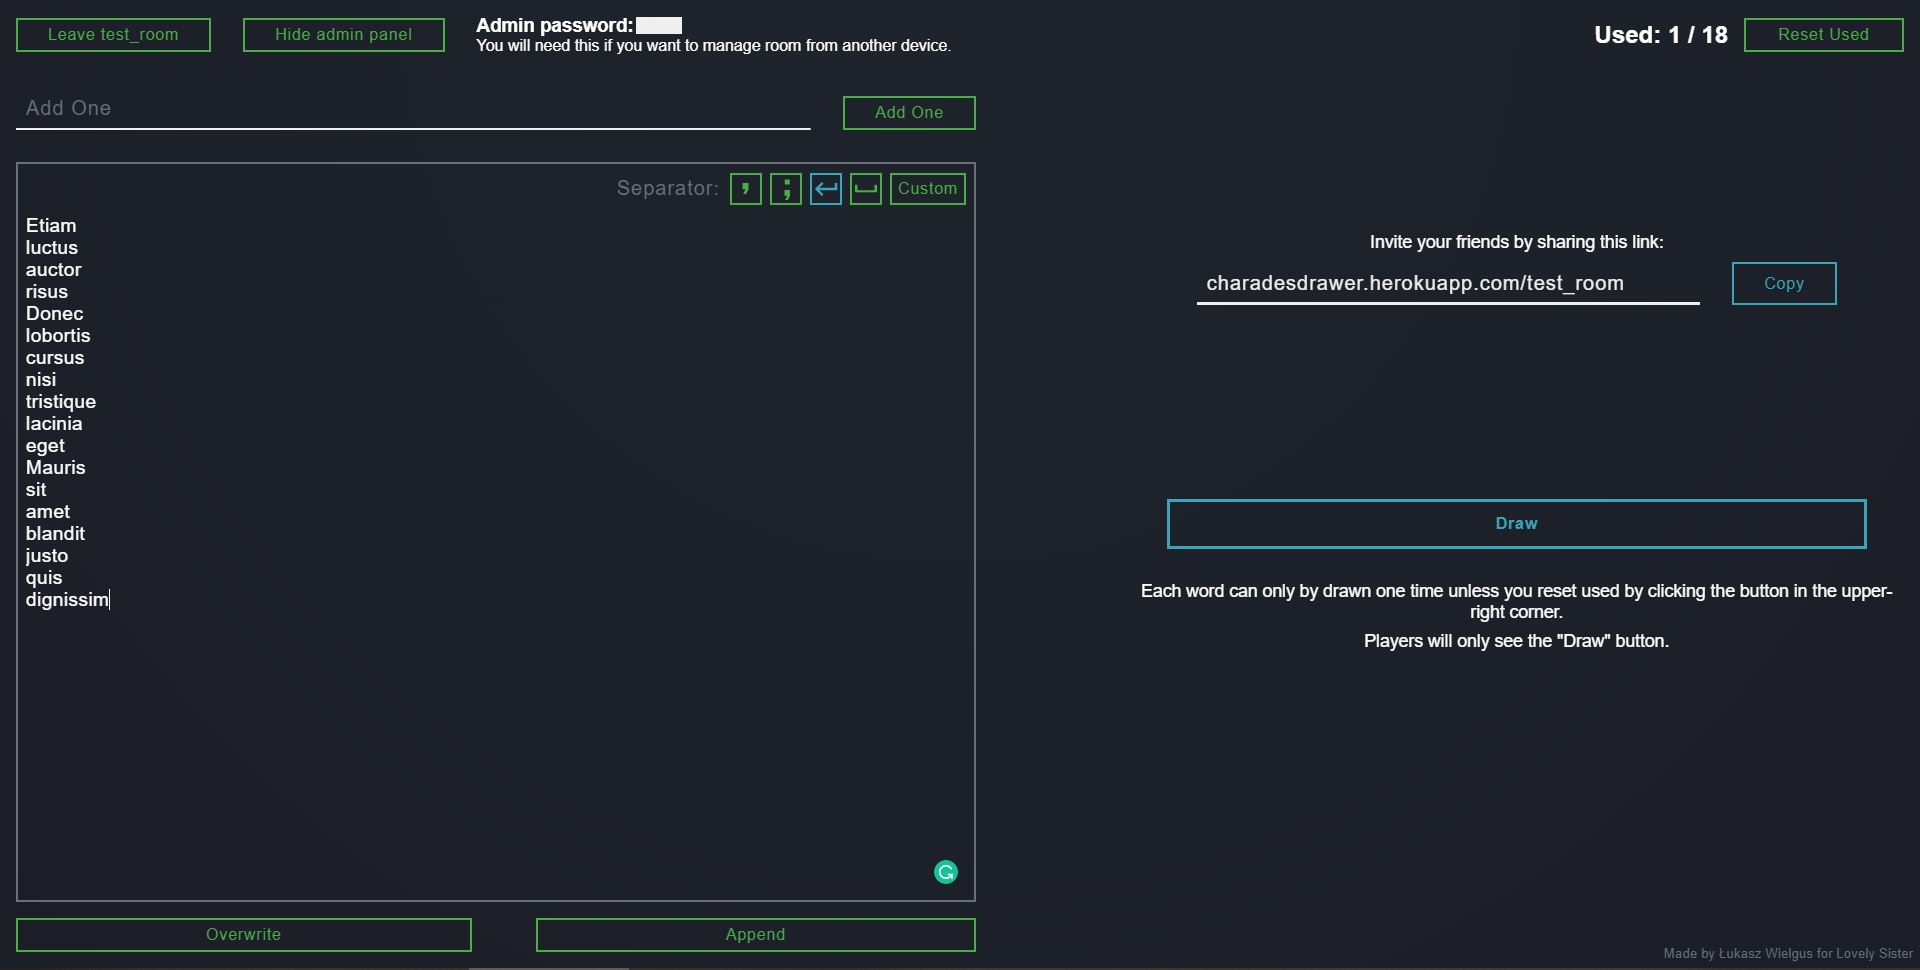 Leave test_room
Hide admin panel
Admin password:
You will need this if you want to manage room from another device.
Used: 1 / 18
Reset Used
Add One
Add One
Separator: , ; Custom
Etiam
luctus
auctor
risus
Donec
lobortis
cursus
nisi
tristique
lacinia
eget
Mauris
sit
amet
blandit
justo
quis
dignissim
Overwrite
Append
Invite your friends by sharing this link:
charadesdrawer.herokuapp.com/test_room
Copy
Draw
Each word can only by drawn one time unless you reset used by clicking the button in the upper-
right corner.
Players will only see the "Draw" button.
Made by Łukasz Wielgus for Lovely Sister